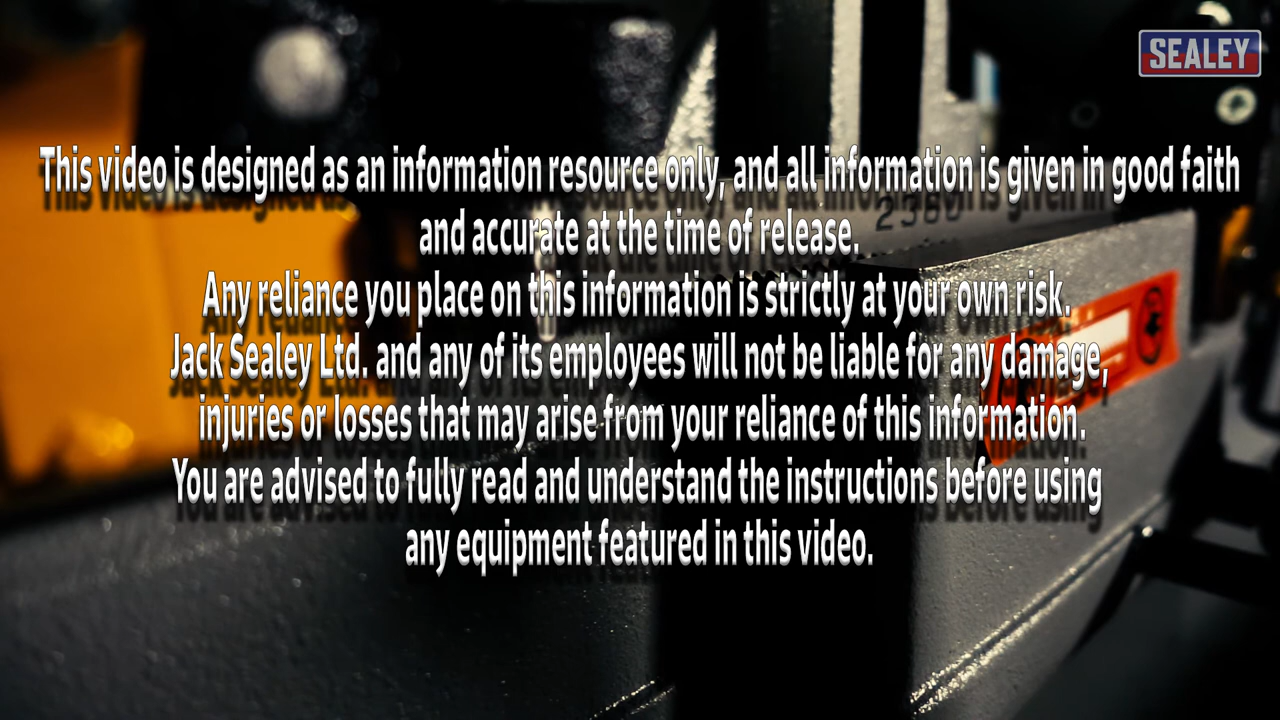 SEALEY
This video is designed as an information resource only, and all information is given in good faith
and accurate at the time of release.
Any reliance you place on this information is strictly at your own risk.
Jack Sealey Ltd. and any of its employees will not be liable for any damage,
injuries or losses that may arise from your reliance of this information.
You are advised to fully read and understand the instructions before using
any equipment featured in this video.